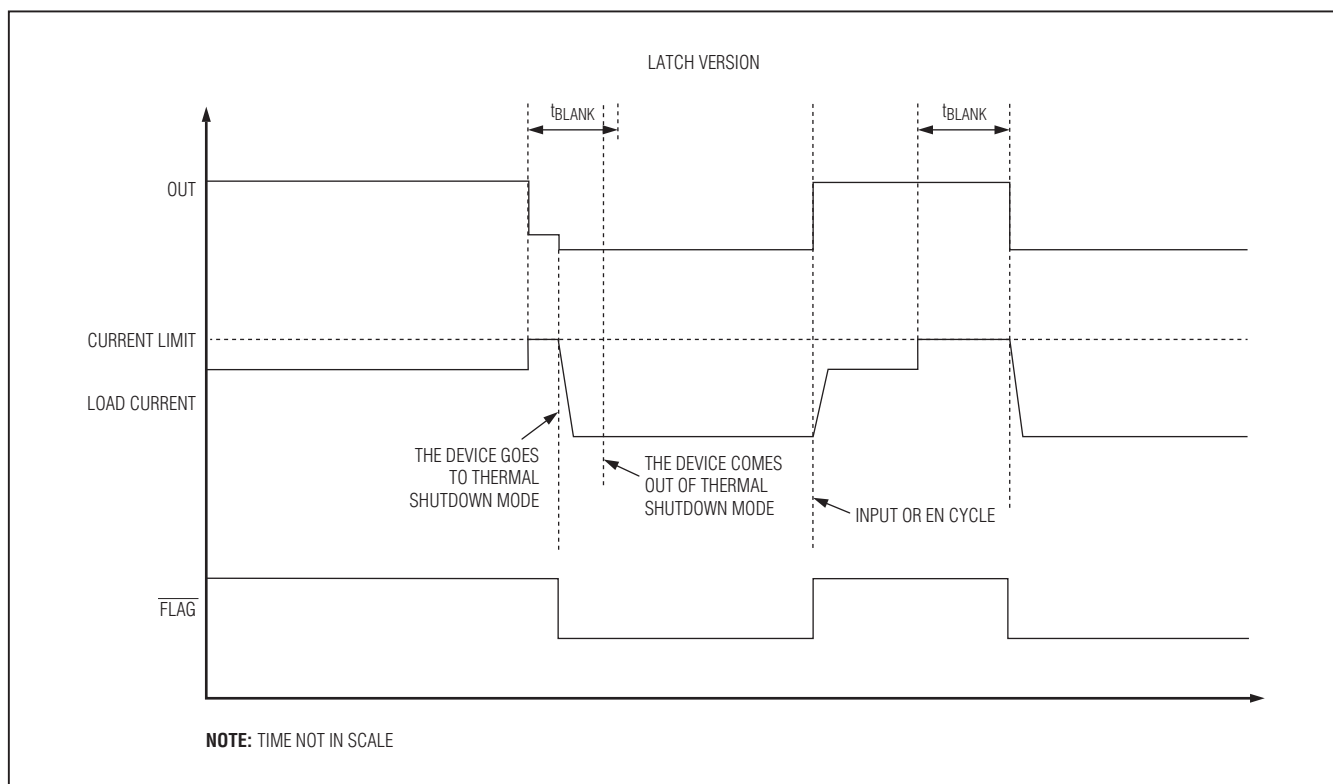 LATCH VERSION
tBLANK
tBLANK
OUT
CURRENT LIMIT
LOAD CURRENT
THE DEVICE GOES
TO THERMAL
SHUTDOWN MODE
THE DEVICE COMES
OUT OF THERMAL
SHUTDOWN MODE
INPUT OR EN CYCLE
FLAG
NOTE: TIME NOT IN SCALE